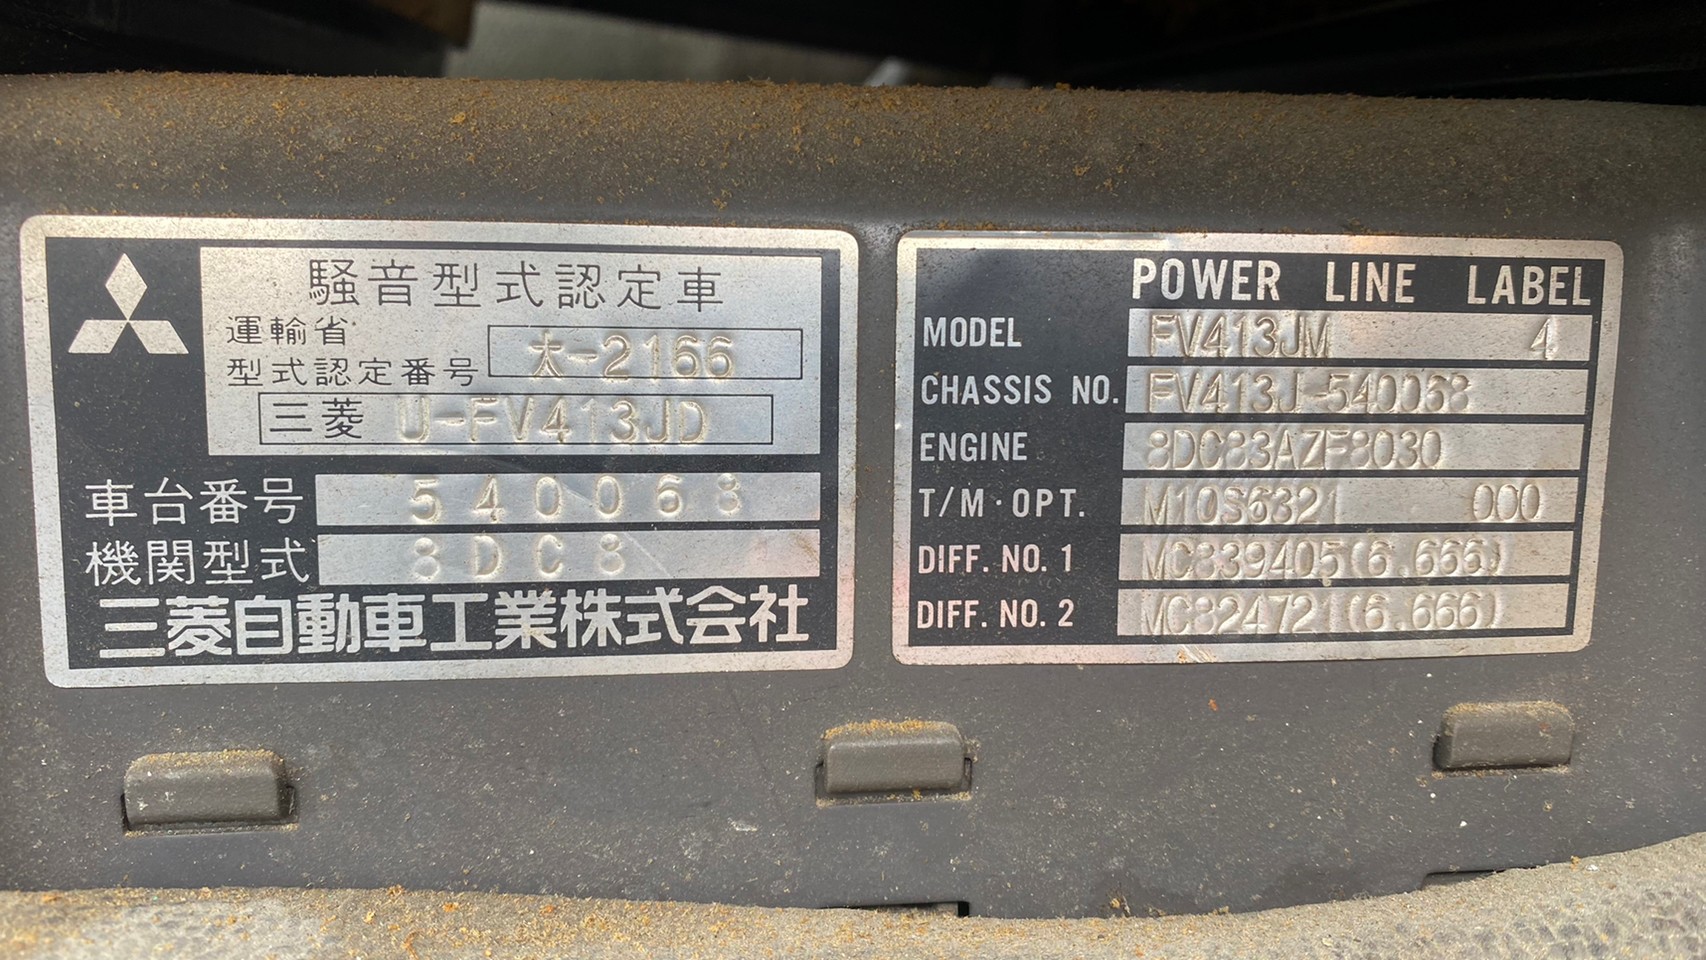 騒音型式認定車
運輸省
型式認定番号 太-2166
三菱 U-FV413JD
車台番号 540068
機関型式 8DC8
三菱自動車工業株式会社
POWER LINE LABEL
MODEL FV413JM 4
CHASSIS NO. FV413J-540068
ENGINE 8DC83AZF8030
T/M・OPT. M10S6321 000
DIFF. NO. 1 MC839405(6.666)
DIFF. NO. 2 MC824721(6.666)